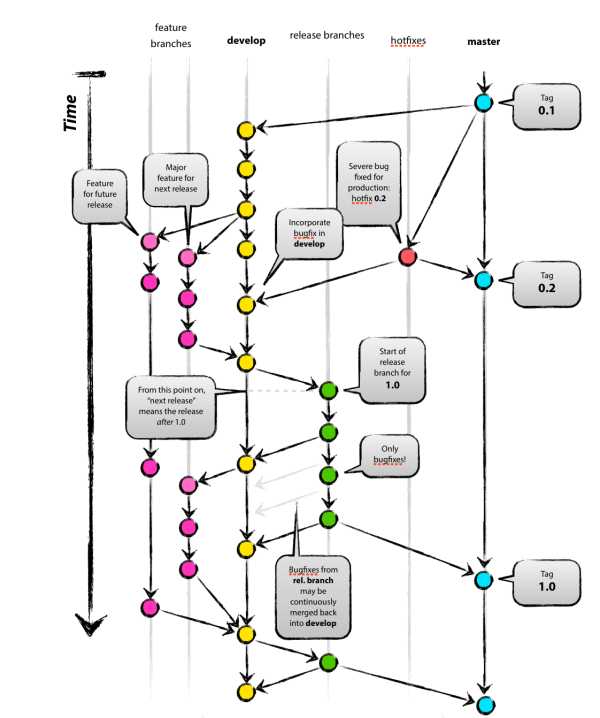 feature
branches
develop
release branches
hotfixes
master
Time
Tag
0.1
Major
feature for
next release
Severe bug
fixed for
production:
hotfix 0.2
Feature
for future
release
Incorporate
bugfix in
develop
Tag
0.2
Start of
release
branch for
1.0
From this point on,
“next release”
means the release
after 1.0
Only
bugfixes!
Bugfixes from
rel. branch
may be
continuously
merged back
into develop
Tag
1.0